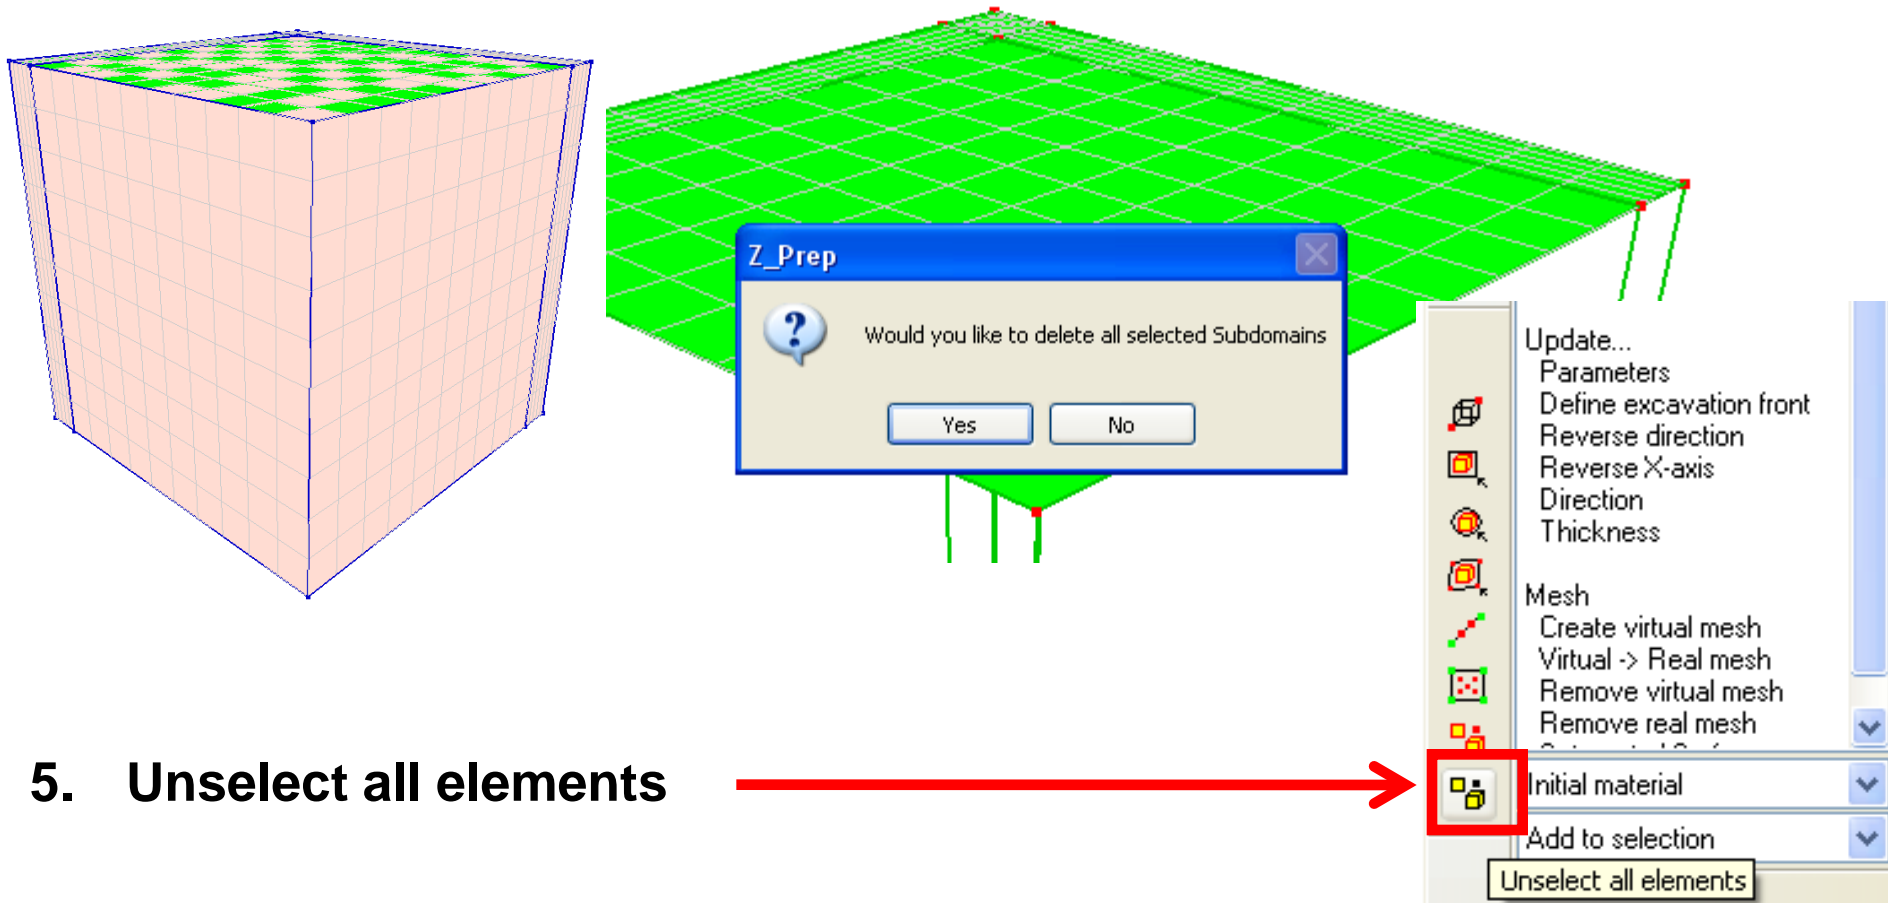 Z_Prep
Would you like to delete all selected Subdomains
Yes
No
Update...
Parameters
Define excavation front
Reverse direction
Reverse X-axis
Direction
Thickness
Mesh
Create virtual mesh
Virtual -> Real mesh
Remove virtual mesh
Remove real mesh
5. Unselect all elements
Initial material
Add to selection
Unselect all elements